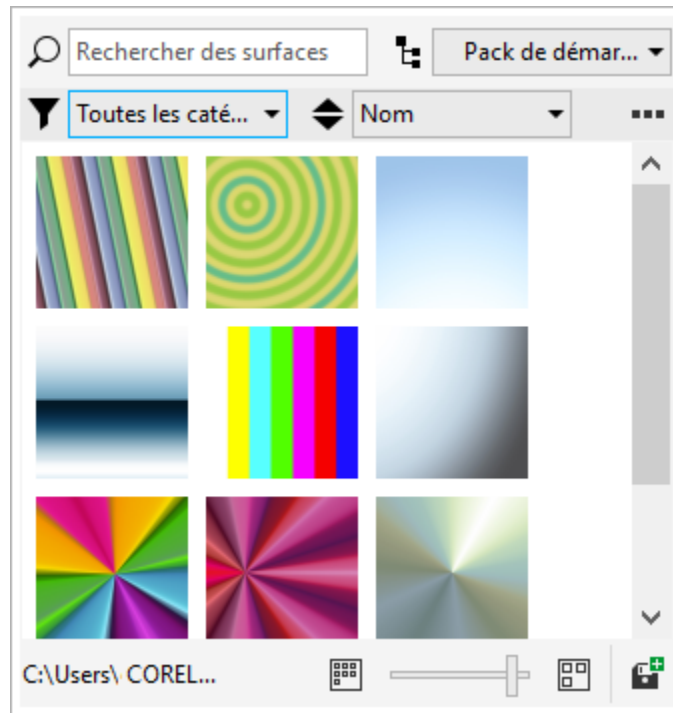 Rechercher des surfaces
Pack de démar...
Toutes les caté...
Nom
C:\Users\ COREL...